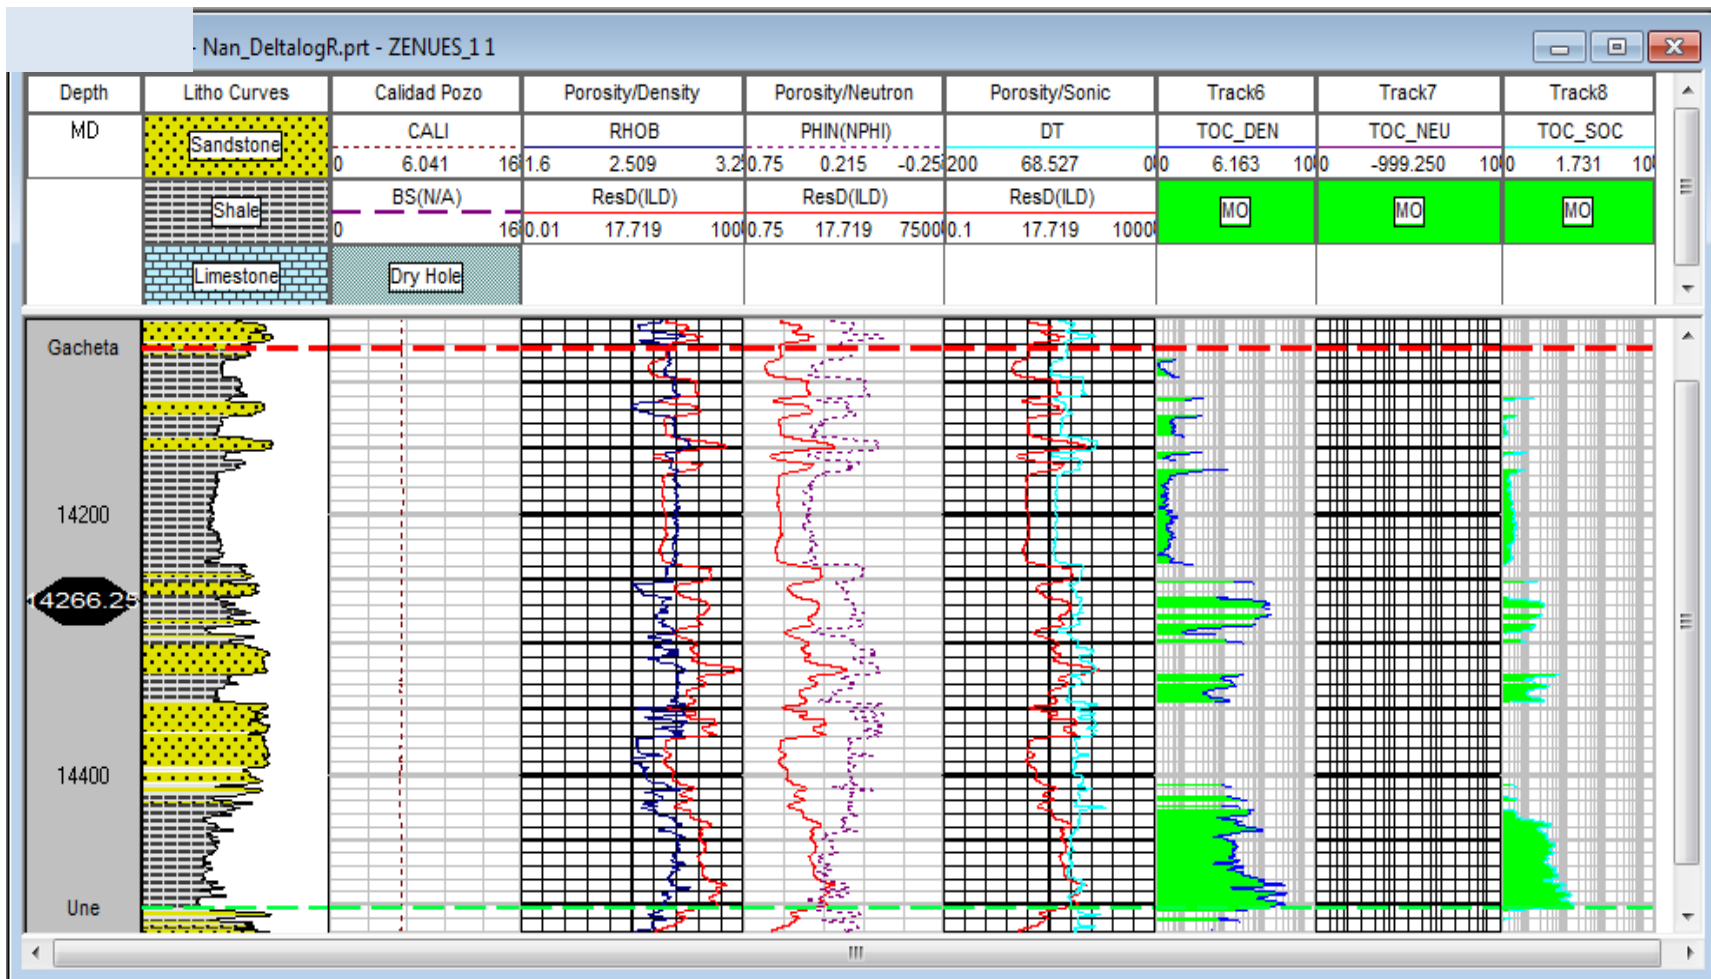 - Nan_DeltalogR.prt - ZENUES_1 1
Depth Litho Curves Calidad Pozo Porosity/Density Porosity/Neutron Porosity/Sonic Track6 Track7 Track8
MD Sandstone CALI RHOB PHIN(NPHI) DT TOC_DEN TOC_NEU TOC_SOC
0 6.041 16 1.6 2.509 3.2 0.75 0.215 -0.25 200 68.527 0 0 6.163 10 0 -999.250 10 0 1.731 10
Shale BS(N/A) ResD(ILD) ResD(ILD) ResD(ILD) MO MO MO
0 16 0.01 17.719 100 0.75 17.719 7500 0.1 17.719 1000
Limestone Dry Hole
Gacheta
14200
14266.25
14400
Une